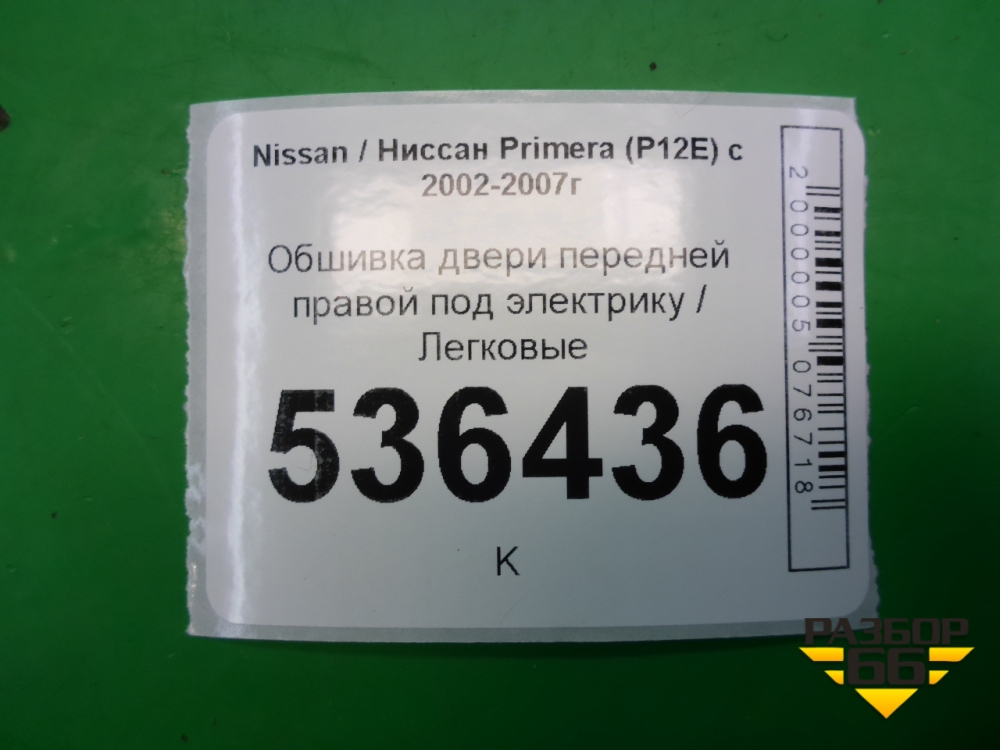 Nissan / Ниссан Primera (P12E) с
2002-2007г
Обшивка двери передней
правой под электрику /
Легковые
536436
К
2000005076718
РАЗБОР
66